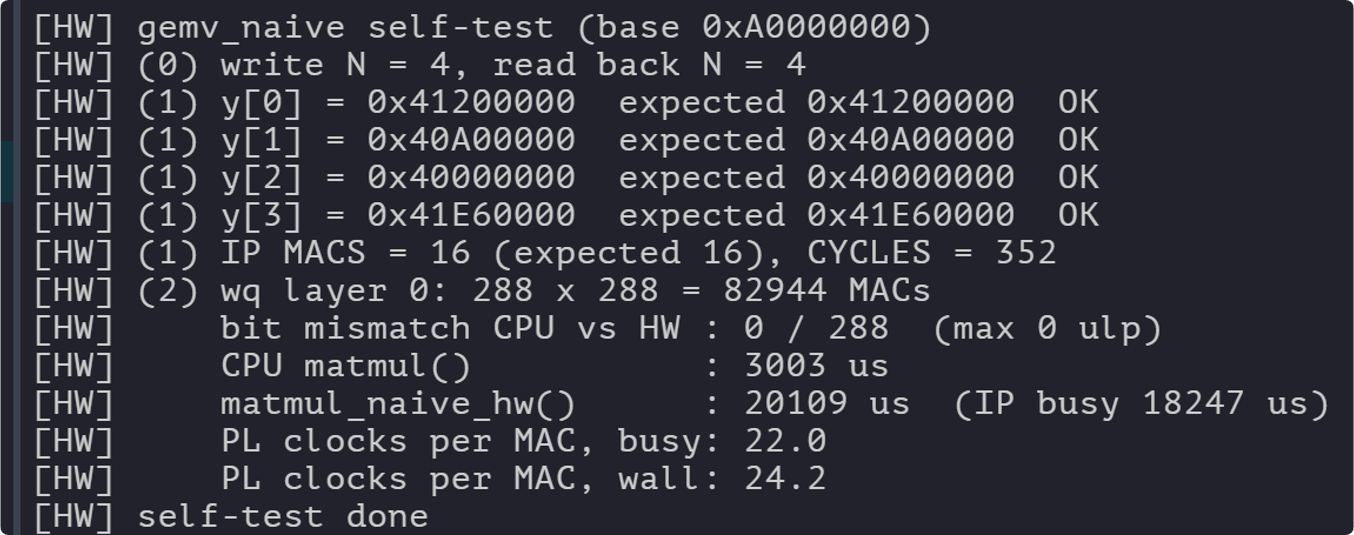 [HW] gemv_naive self-test (base 0xA0000000)
[HW] (0) write N = 4, read back N = 4
[HW] (1) y[0] = 0x41200000  expected 0x41200000  OK
[HW] (1) y[1] = 0x40A00000  expected 0x40A00000  OK
[HW] (1) y[2] = 0x40000000  expected 0x40000000  OK
[HW] (1) y[3] = 0x41E60000  expected 0x41E60000  OK
[HW] (1) IP MACS = 16 (expected 16), CYCLES = 352
[HW] (2) wq layer 0: 288 x 288 = 82944 MACs
[HW]     bit mismatch CPU vs HW : 0 / 288  (max 0 ulp)
[HW]     CPU matmul()           : 3003 us
[HW]     matmul_naive_hw()      : 20109 us  (IP busy 18247 us)
[HW]     PL clocks per MAC, busy: 22.0
[HW]     PL clocks per MAC, wall: 24.2
[HW] self-test done